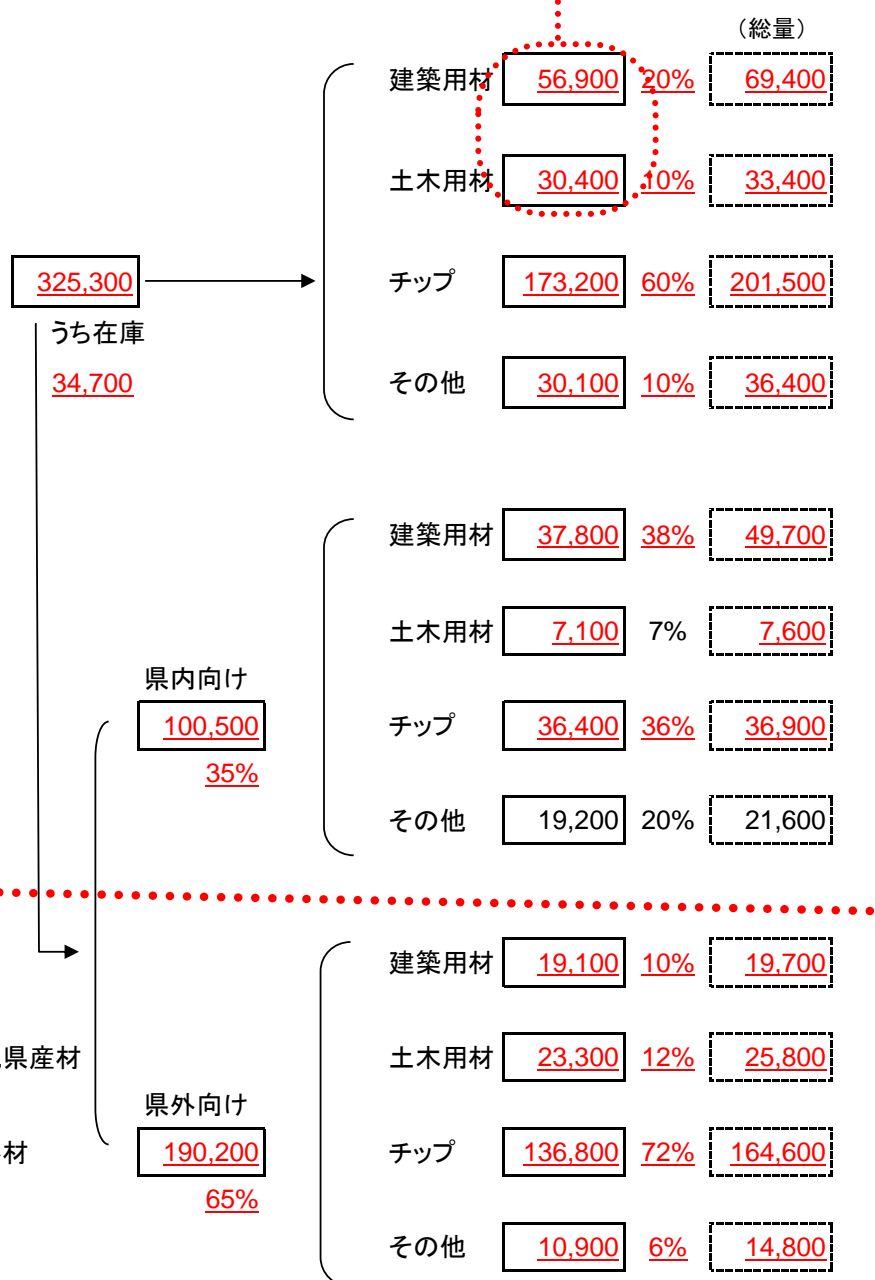 （総量）
建築用材 56,900 20% 69,400
土木用材 30,400 10% 33,400
325,300 チップ 173,200 60% 201,500
うち在庫
34,700 その他 30,100 10% 36,400
建築用材 37,800 38% 49,700
土木用材 7,100 7% 7,600
県内向け
100,500 チップ 36,400 36% 36,900
35%
その他 19,200 20% 21,600
建築用材 19,100 10% 19,700
県産材 土木用材 23,300 12% 25,800
県外向け
材 190,200 チップ 136,800 72% 164,600
65%
その他 10,900 6% 14,800